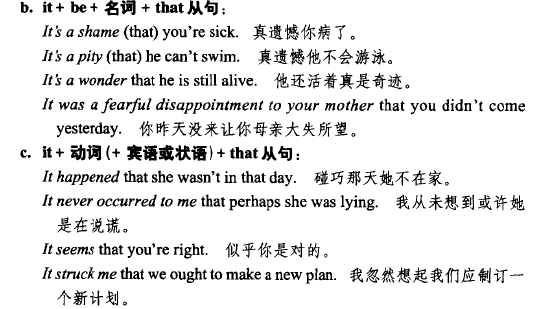 b. it + be + 名词 + that 从句：
It's a shame (that) you're sick. 真遗憾你病了。
It's a pity (that) he can't swim. 真遗憾他不会游泳。
It's a wonder that he is still alive. 他还活着真是奇迹。
It was a fearful disappointment to your mother that you didn't come
yesterday. 你昨天没来让你母亲大失所望。
c. it + 动词 (+ 宾语或状语) + that 从句：
It happened that she wasn't in that day. 碰巧那天她不在家。
It never occurred to me that perhaps she was lying. 我从未想到或许她
是在说谎。
It seems that you're right. 似乎你是对的。
It struck me that we ought to make a new plan. 我忽然想起我们应制订一
个新计划。